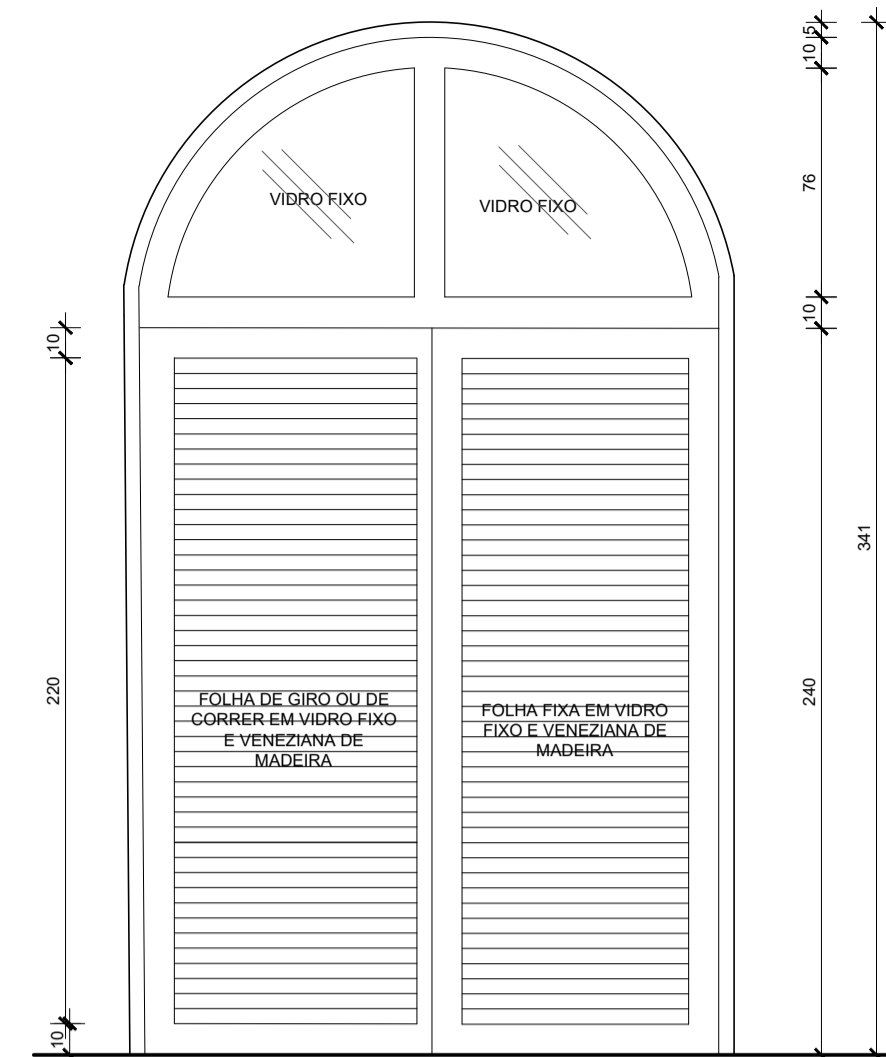 5
10
VIDRO FIXO
VIDRO FIXO
76
10
10
341
220
FOLHA DE GIRO OU DE
CORRER EM VIDRO FIXO
E VENEZIANA DE
MADEIRA
FOLHA FIXA EM VIDRO
FIXO E VENEZIANA DE
MADEIRA
240
10